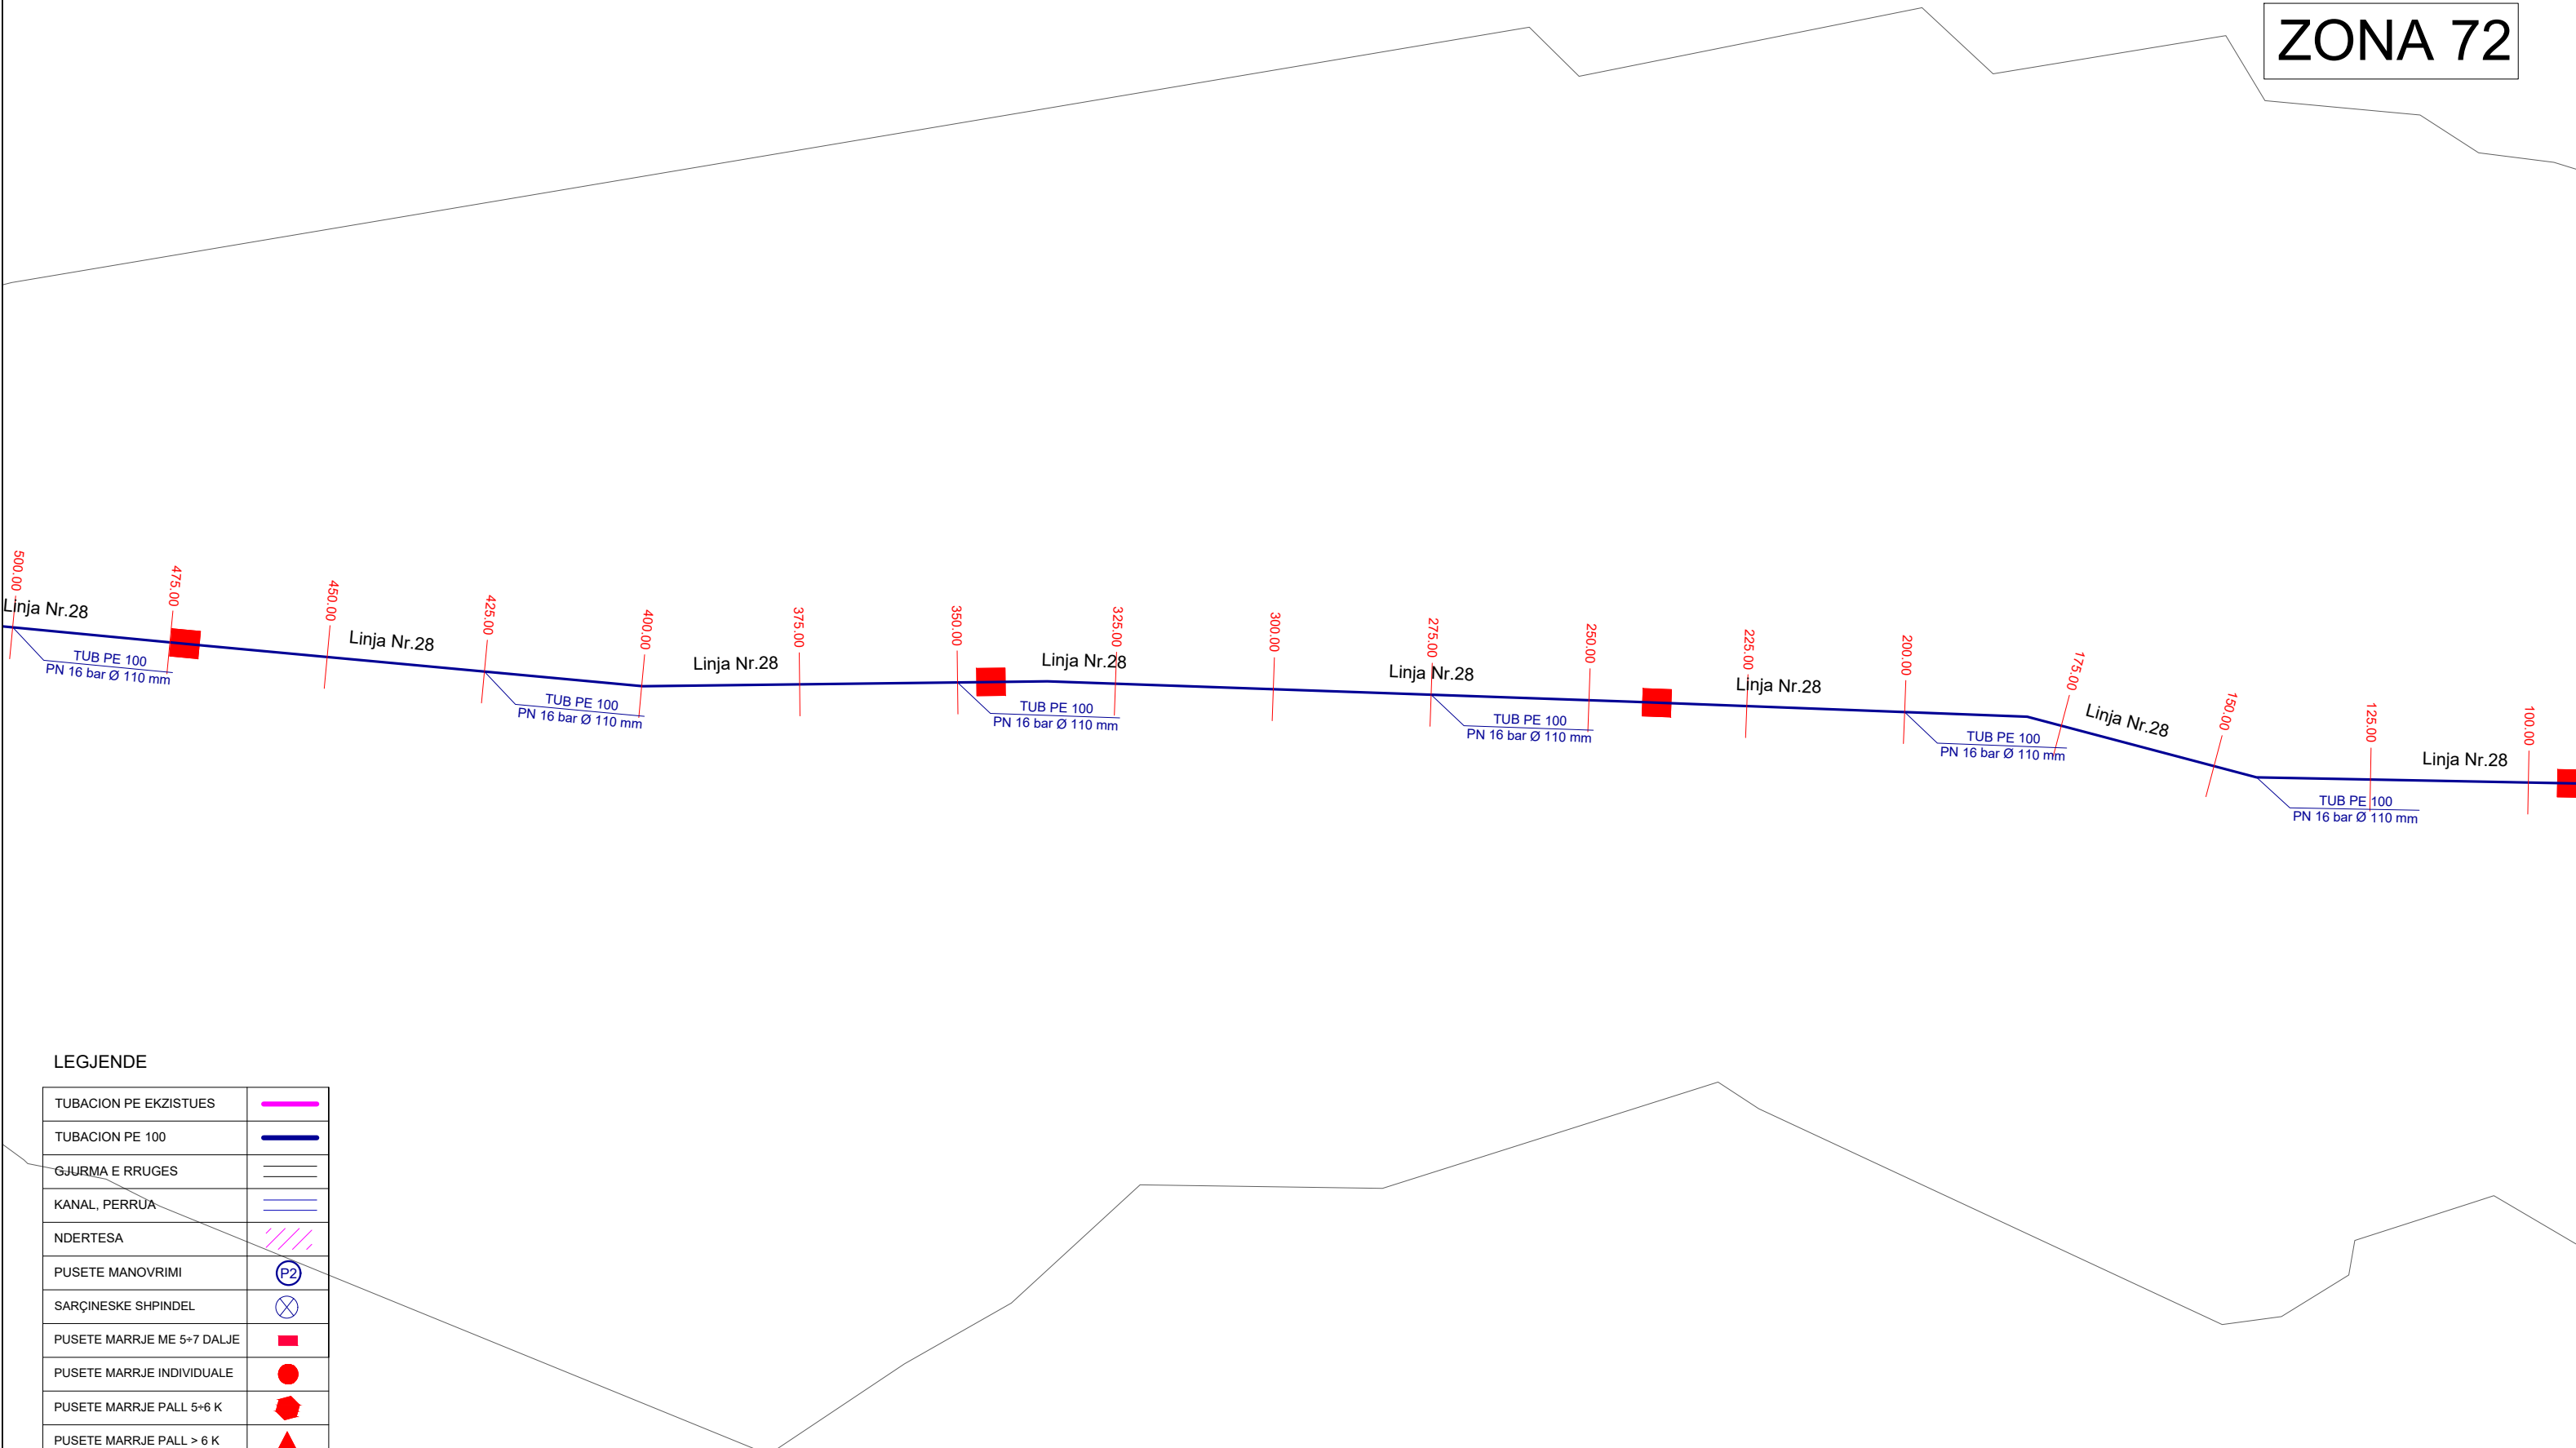 ZONA 72
500.00
475.00
450.00
425.00
400.00
375.00
350.00
325.00
300.00
275.00
250.00
225.00
200.00
175.00
150.00
125.00
100.00
Linja Nr.28
Linja Nr.28
Linja Nr.28
Linja Nr.28
Linja Nr.28
Linja Nr.28
Linja Nr.28
Linja Nr.28
TUB PE 100
PN 16 bar Ø 110 mm
TUB PE 100
PN 16 bar Ø 110 mm
TUB PE 100
PN 16 bar Ø 110 mm
TUB PE 100
PN 16 bar Ø 110 mm
TUB PE 100
PN 16 bar Ø 110 mm
TUB PE 100
PN 16 bar Ø 110 mm
LEGJENDE
TUBACION PE EKZISTUES
TUBACION PE 100
GJURMA E RRUGES
KANAL, PERRUA
NDERTESA
PUSETE MANOVRIMI
P2
SARÇINESKE SHPINDEL
PUSETE MARRJE ME 5÷7 DALJE
PUSETE MARRJE INDIVIDUALE
PUSETE MARRJE PALL 5÷6 K
PUSETE MARRJE PALL > 6 K